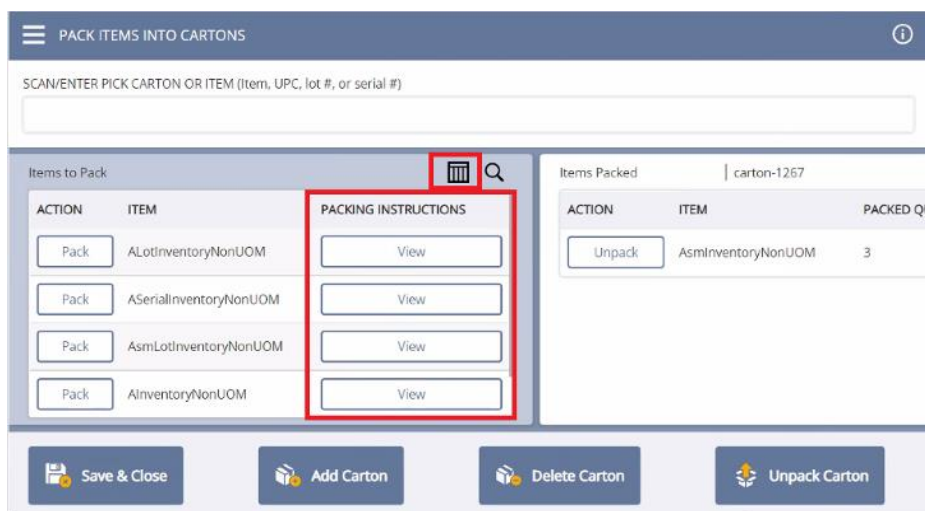 PACK ITEMS INTO CARTONS
SCAN/ENTER PICK CARTON OR ITEM (Item, UPC, lot #, or serial #)
Items to Pack
ACTION ITEM PACKING INSTRUCTIONS
Pack ALotInventoryNonUOM View
Pack ASerialInventoryNonUOM View
Pack AsmLotInventoryNonUOM View
Pack AInventoryNonUOM View
Items Packed carton-1267
ACTION ITEM PACKED QU
Unpack AsmInventoryNonUOM 3
Save & Close Add Carton Delete Carton Unpack Carton